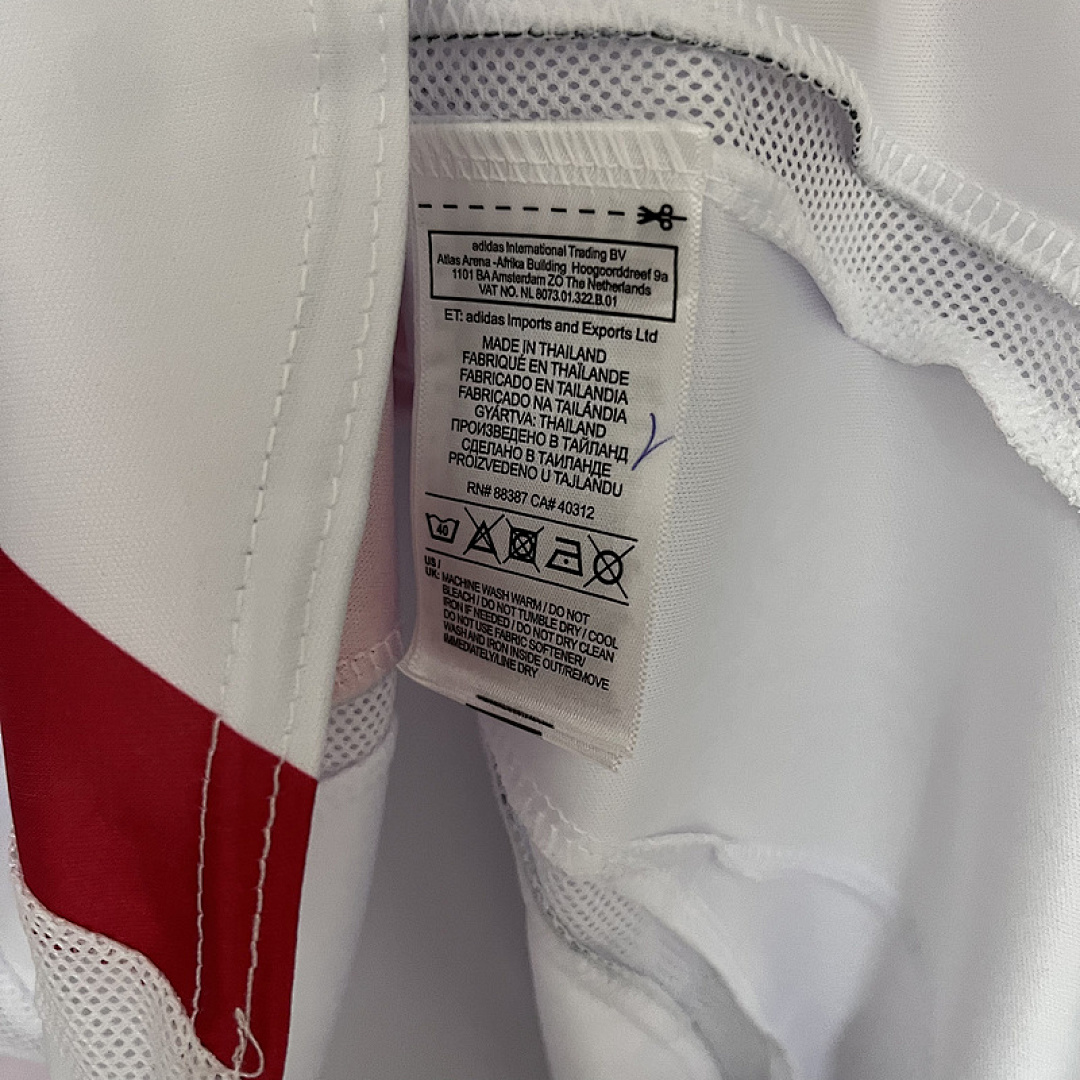 adidas International Trading BV
Atlas Arena -Afrika Building Hoogoorddreef 9a
1101 BA Amsterdam ZO The Netherlands
VAT NO. NL 8073.01.322.B.01
ET: adidas Imports and Exports Ltd
MADE IN THAILAND
FABRIQUÉ EN THAÏLANDE
FABRICADO EN TAILANDIA
FABRICADO NA TAILÂNDIA
GYÁRTVA: THAILAND
ПРОИЗВЕДЕНО В ТАЙЛАНД
СДЕЛАНО В ТАИЛАНДЕ
PROIZVEDENO U TAJLANDU
RN# 88387 CA# 40312
40
US /
UK: MACHINE WASH WARM / DO NOT
BLEACH / DO NOT TUMBLE DRY / COOL
IRON IF NEEDED / DO NOT DRY CLEAN
DO NOT USE FABRIC SOFTENER/
WASH AND IRON INSIDE OUT/REMOVE
IMMEDIATELY/LINE DRY